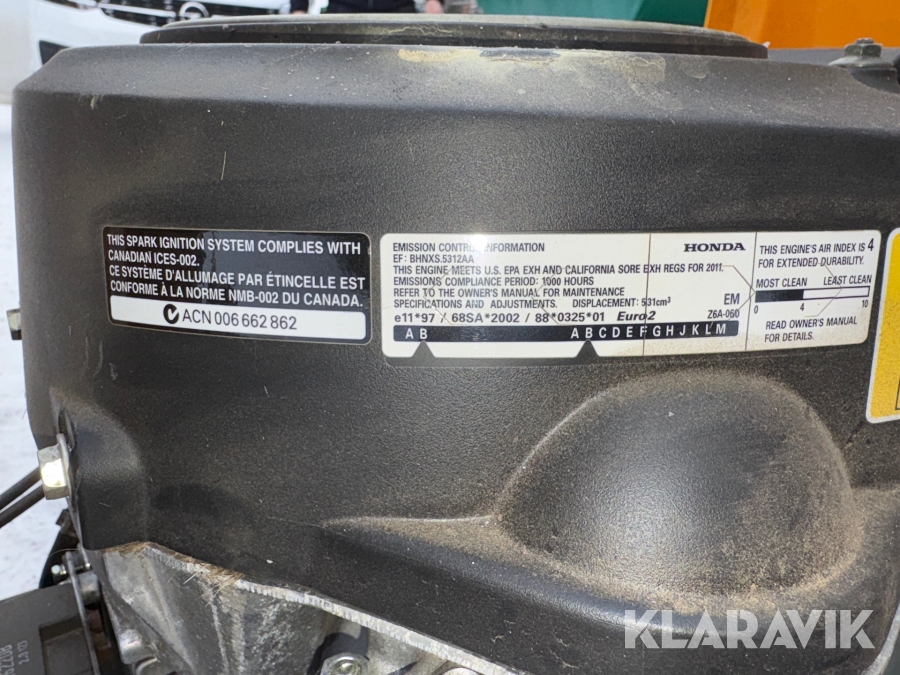 THIS SPARK IGNITION SYSTEM COMPLIES WITH
CANADIAN ICES-002.
CE SYSTÈME D'ALLUMAGE PAR ÉTINCELLE EST
CONFORME À LA NORME NMB-002 DU CANADA.
ACN 006 662 862
EMISSION CONTROL INFORMATION
EF: BHNXS.5312AA
THIS ENGINE MEETS U.S. EPA EXH AND CALIFORNIA SORE EXH REGS FOR 2011.
EMISSIONS COMPLIANCE PERIOD: 1000 HOURS
REFER TO THE OWNER'S MANUAL FOR MAINTENANCE
SPECIFICATIONS AND ADJUSTMENTS. DISPLACEMENT: 531cm³
e11*97 / 68SA*2002 / 88*0325*01 Euro 2
A B A B C D E F G H J K L M
HONDA
EM
Z6A-060
THIS ENGINE'S AIR INDEX IS 4
FOR EXTENDED DURABILITY.
MOST CLEAN LEAST CLEAN
0 4 10
READ OWNER'S MANUAL
FOR DETAILS.
KLARAVIK